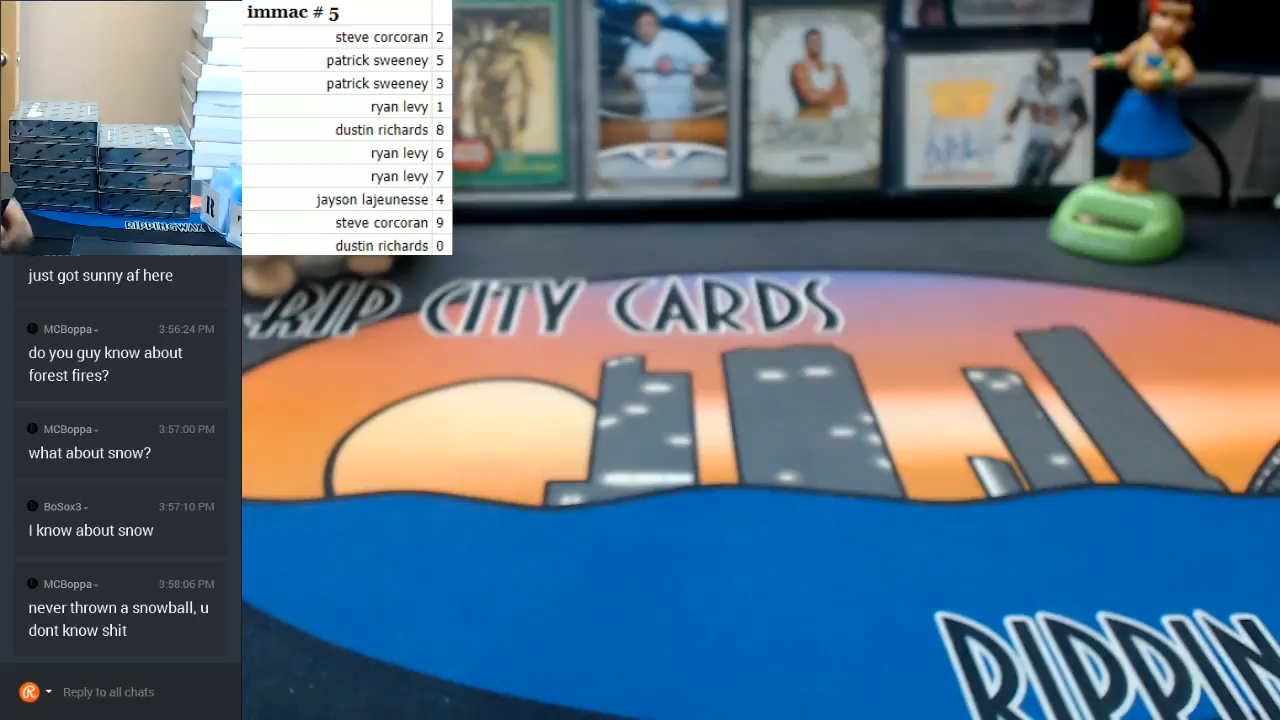 immac # 5
steve corcoran 2
patrick sweeney 5
patrick sweeney 3
ryan levy 1
dustin richards 8
ryan levy 6
ryan levy 7
jayson lajeunesse 4
steve corcoran 9
dustin richards 0
RIPPINGWAX
R
just got sunny af here
MCBoppa 3:56:24 PM
do you guy know about
forest fires?
MCBoppa 3:57:00 PM
what about snow?
BoSox3 3:57:10 PM
I know about snow
MCBoppa 3:58:06 PM
never thrown a snowball, u
dont know shit
Reply to all chats
RIP CITY CARDS
RIPPIN